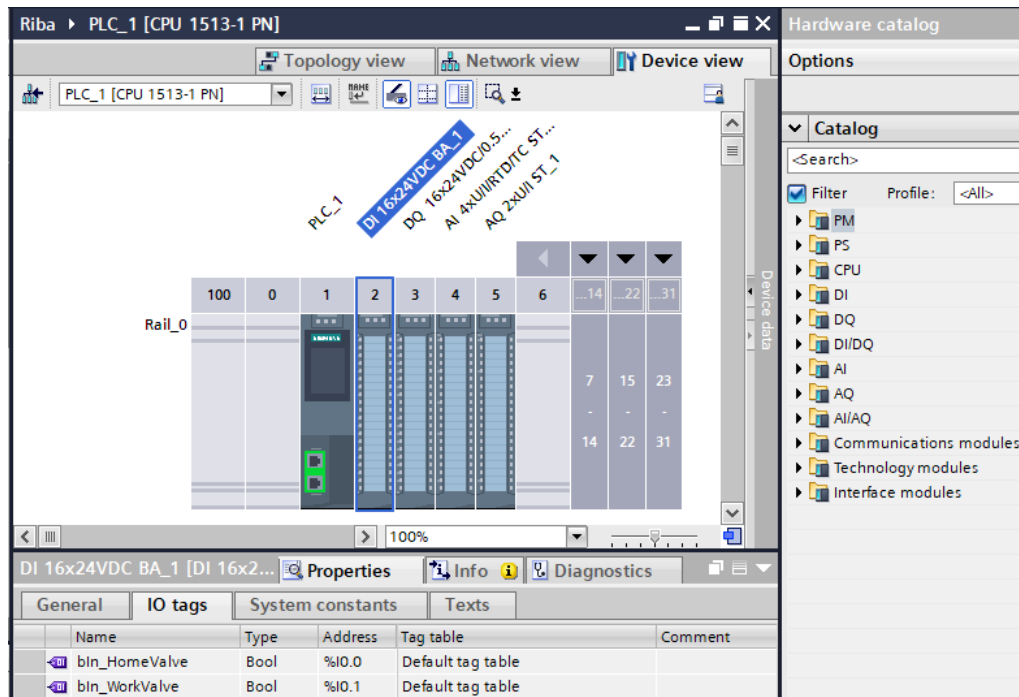 Riba ▸ PLC_1 [CPU 1513-1 PN]
Hardware catalog
Topology view
Network view
Device view
Options
PLC_1 [CPU 1513-1 PN]
NAME
PLC_1
DI 16x24VDC BA_1
DQ 16x24VDC/0.5...
AI 4xU/I/RTD/TC ST...
AQ 2xU/I ST_1
100 0 1 2 3 4 5 6 ...14 ...22 ...31
Rail_0
SIEMENS
7 15 23
- - -
14 22 31
Device data
100%
Catalog
<Search>
Filter Profile: <All>
PM
PS
CPU
DI
DQ
DI/DQ
AI
AQ
AI/AQ
Communications modules
Technology modules
Interface modules
DI 16x24VDC BA_1 [DI 16x2...
Properties
Info
Diagnostics
General
IO tags
System constants
Texts
Name Type Address Tag table Comment
bIn_HomeValve Bool %I0.0 Default tag table
bIn_WorkValve Bool %I0.1 Default tag table